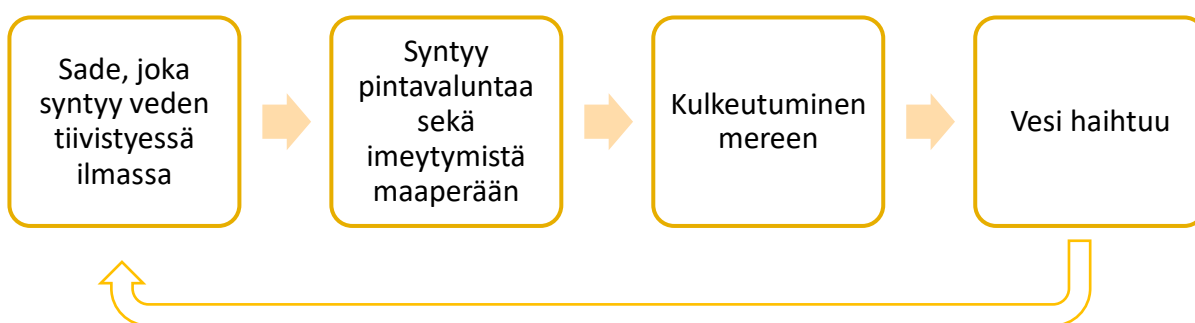 Sade, joka
syntyy veden
tiivistyessä
ilmassa
Syntyy
pintavaluntaa
sekä
imeytymistä
maaperään
Kulkeutuminen
mereen
Vesi haihtuu